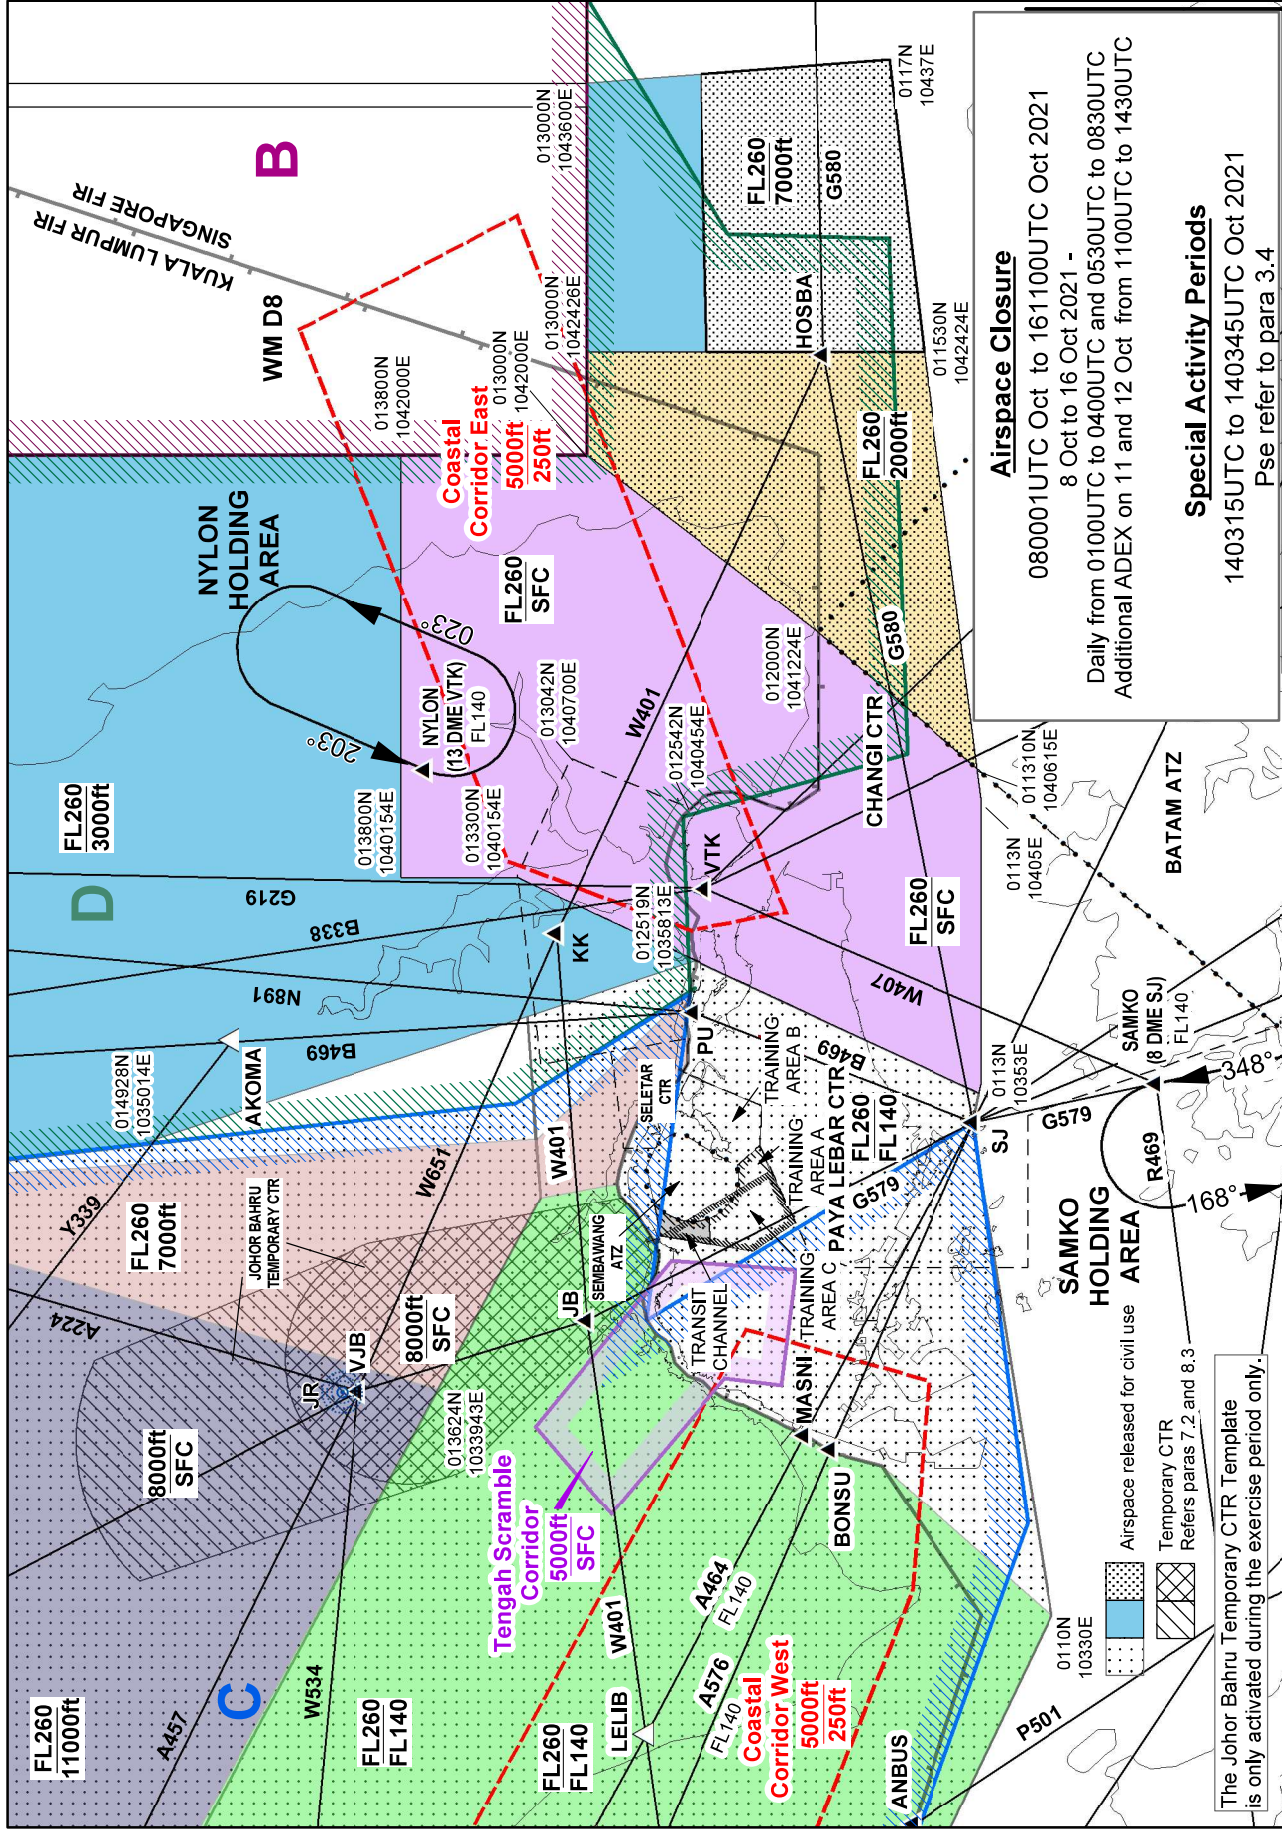 FL260
11000ft
A457
C
W534
FL260
FL140
FL260
FL140
LELIB
W401
A464
FL140
A576
FL140
Coastal
Corridor West
5000ft
250ft
ANBUS
P501
0110N
10330E
The Johor Bahru Temporary CTR Template
is only activated during the exercise period only.
Airspace released for civil use
Temporary CTR
Refers paras 7.2 and 8.3
8000ft
SFC
JR
VJB
A224
Y339
FL260
7000ft
JOHOR BAHRU
TEMPORARY CTR
8000ft
SFC
013624N
1033943E
Tengah Scramble
Corridor
5000ft
SFC
JB
SEMBAWANG
ATZ
W401
W651
TRANSIT
CHANNEL
MASNI
BONSU
TRAINING
AREA C
TRAINING
AREA A
TRAINING
AREA B
SELETAR
CTR
PAYA LEBAR CTR
FL260
FL140
G579
B469
PU
SJ
0113N
10353E
G579
SAMKO
HOLDING
AREA
R469
168°
348°
SAMKO
(8 DME SJ)
FL140
014928N
1035014E
AKOMA
B469
N891
B338
G219
D
FL260
3000ft
KK
012519N
1035813E
VTK
W407
FL260
SFC
013800N
1040154E
013300N
1040154E
NYLON
(13 DME VTK)
FL140
203°
023°
NYLON
HOLDING
AREA
FL260
SFC
013042N
1040700E
W401
012542N
1040454E
012000N
1041224E
CHANGI CTR
G580
0113N
10405E
011310N
1040615E
BATAM ATZ
Coastal
Corridor East
5000ft
250ft
013800N
1042000E
013000N
1042000E
013000N
1042426E
WM D8
KUALA LUMPUR FIR
SINGAPORE FIR
B
013000N
1043600E
FL260
2000ft
HOSBA
FL260
7000ft
G580
0117N
10437E
011530N
1042424E
Airspace Closure
080001UTC Oct to 161100UTC Oct 2021
8 Oct to 16 Oct 2021 -
Daily from 0100UTC to 0400UTC and 0530UTC to 0830UTC
Additional ADEX on 11 and 12 Oct from 1100UTC to 1430UTC
Special Activity Periods
140315UTC to 140345UTC Oct 2021
Pse refer to para 3.4